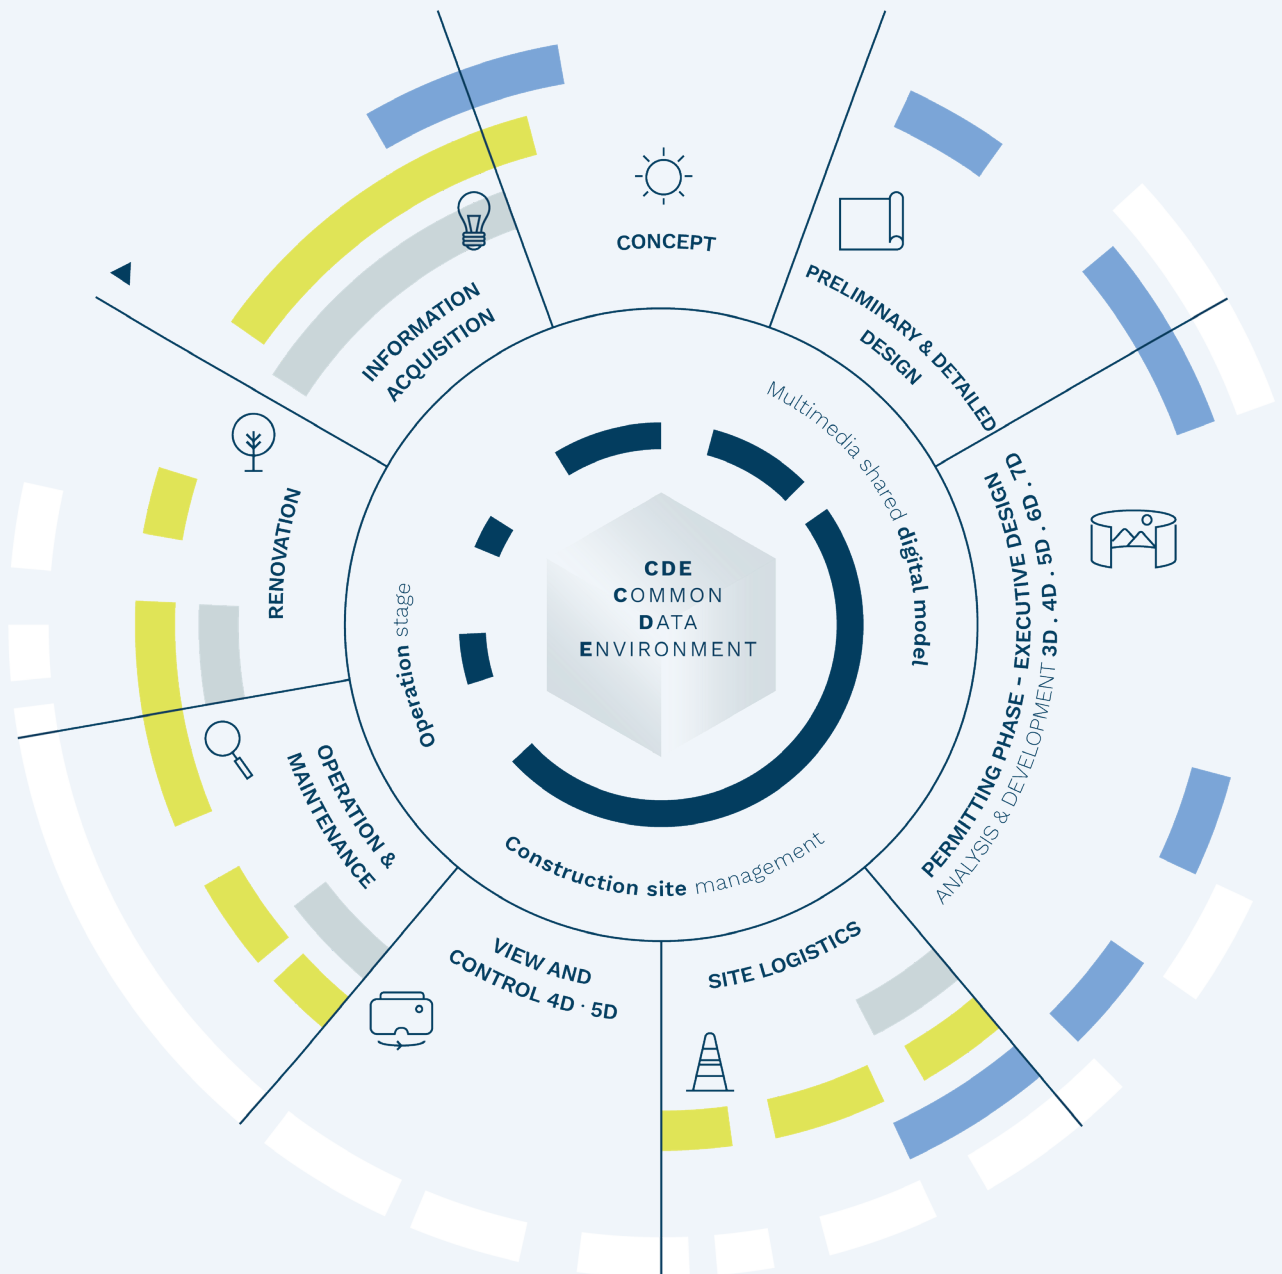 CONCEPT
PRELIMINARY & DETAILED
DESIGN
PERMITTING PHASE - EXECUTIVE DESIGN
ANALYSIS & DEVELOPMENT 3D . 4D . 5D . 6D . 7D
SITE LOGISTICS
VIEW AND
CONTROL 4D · 5D
OPERATION &
MAINTENANCE
RENOVATION
INFORMATION
ACQUISITION
Multimedia shared digital model
Construction site management
Operation stage
CDE
COMMON
DATA
ENVIRONMENT